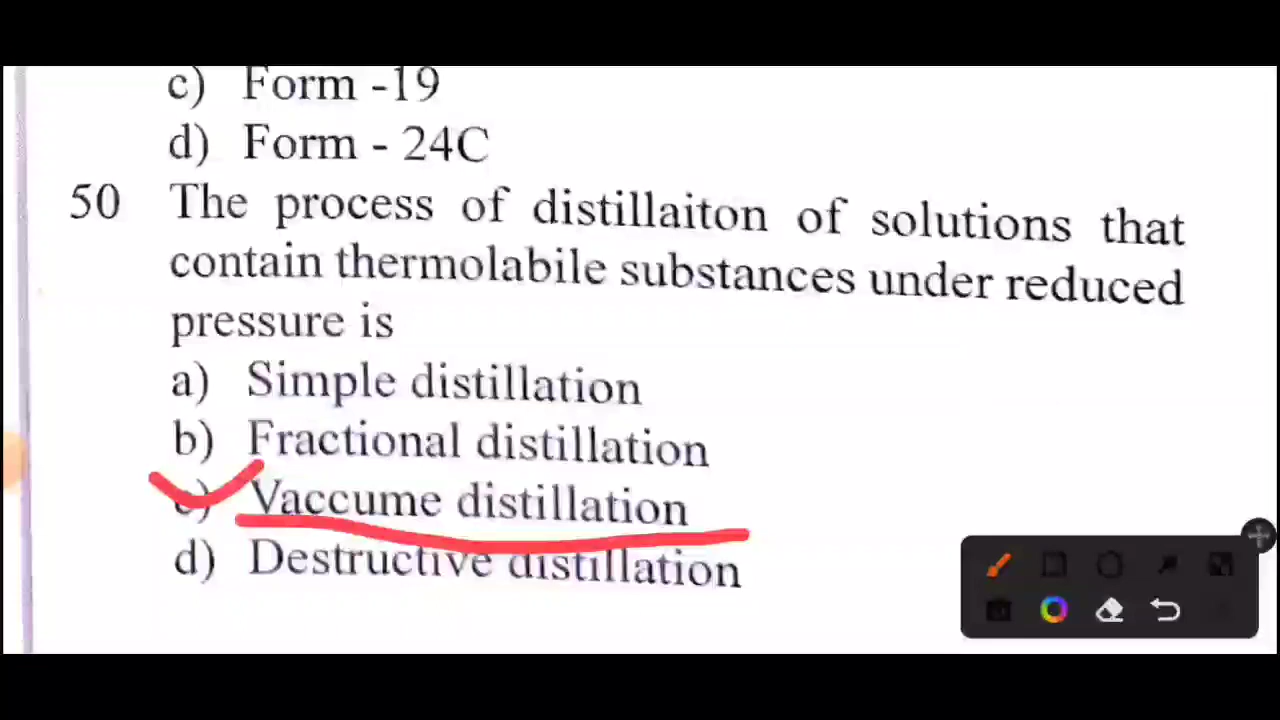 c) Form -19
d) Form - 24C
50 The process of distillaiton of solutions that
contain thermolabile substances under reduced
pressure is
a) Simple distillation
b) Fractional distillation
c) Vaccume distillation
d) Destructive distillation